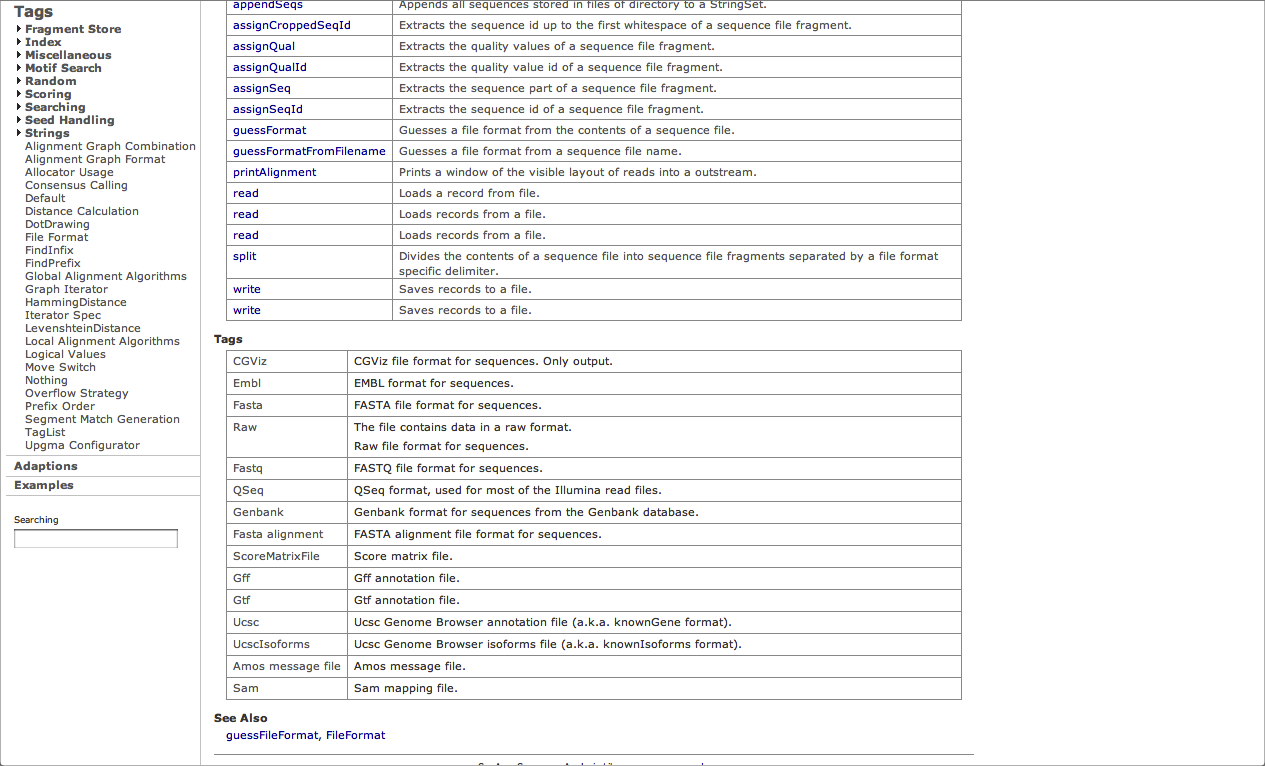 Tags
Fragment Store
Index
Miscellaneous
Motif Search
Random
Scoring
Searching
Seed Handling
Strings
Alignment Graph Combination
Alignment Graph Format
Allocator Usage
Consensus Calling
Default
Distance Calculation
DotDrawing
File Format
FindInfix
FindPrefix
Global Alignment Algorithms
Graph Iterator
HammingDistance
Iterator Spec
LevenshteinDistance
Local Alignment Algorithms
Logical Values
Move Switch
Nothing
Overflow Strategy
Prefix Order
Segment Match Generation
TagList
Upgma Configurator
Adaptions
Examples
Searching
appendSeqs Appends all sequences stored in files of directory to a StringSet.
assignCroppedSeqId Extracts the sequence id up to the first whitespace of a sequence file fragment.
assignQual Extracts the quality values of a sequence file fragment.
assignQualId Extracts the quality value id of a sequence file fragment.
assignSeq Extracts the sequence part of a sequence file fragment.
assignSeqId Extracts the sequence id of a sequence file fragment.
guessFormat Guesses a file format from the contents of a sequence file.
guessFormatFromFilename Guesses a file format from a sequence file name.
printAlignment Prints a window of the visible layout of reads into a outstream.
read Loads a record from file.
read Loads records from a file.
read Loads records from a file.
split Divides the contents of a sequence file into sequence file fragments separated by a file format
specific delimiter.
write Saves records to a file.
write Saves records to a file.
Tags
CGViz CGViz file format for sequences. Only output.
Embl EMBL format for sequences.
Fasta FASTA file format for sequences.
Raw The file contains data in a raw format.
Raw file format for sequences.
Fastq FASTQ file format for sequences.
QSeq QSeq format, used for most of the Illumina read files.
Genbank Genbank format for sequences from the Genbank database.
Fasta alignment FASTA alignment file format for sequences.
ScoreMatrixFile Score matrix file.
Gff Gff annotation file.
Gtf Gtf annotation file.
Ucsc Ucsc Genome Browser annotation file (a.k.a. knownGene format).
UcscIsoforms Ucsc Genome Browser isoforms file (a.k.a. knownIsoforms format).
Amos message file Amos message file.
Sam Sam mapping file.
See Also
guessFileFormat, FileFormat